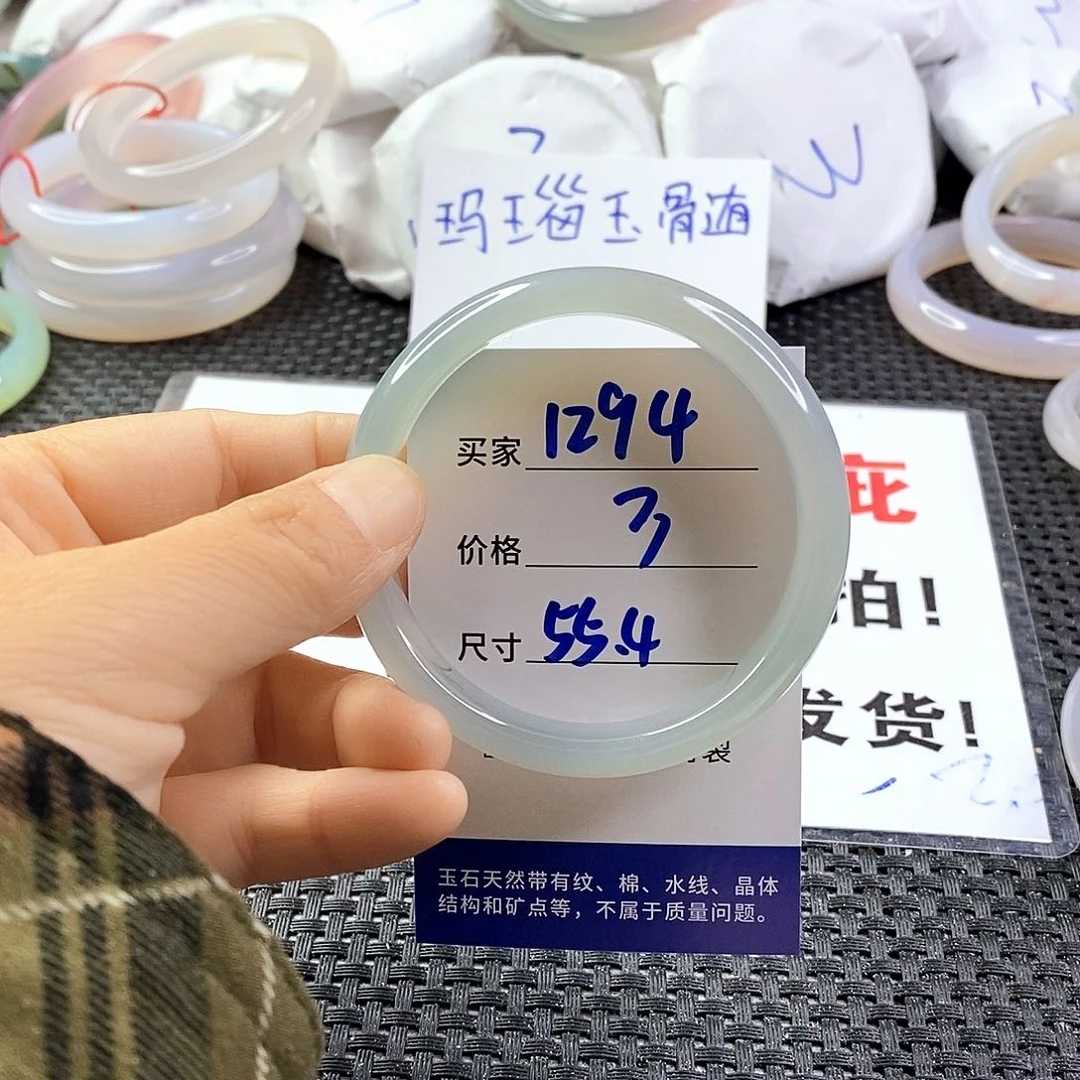 玛瑙玉骨髓
买家 1294
价格 3
尺寸 55.4
玉石天然带有纹、棉、水线、晶体
结构和矿点等，不属于质量问题。
疵
拍！
发货！